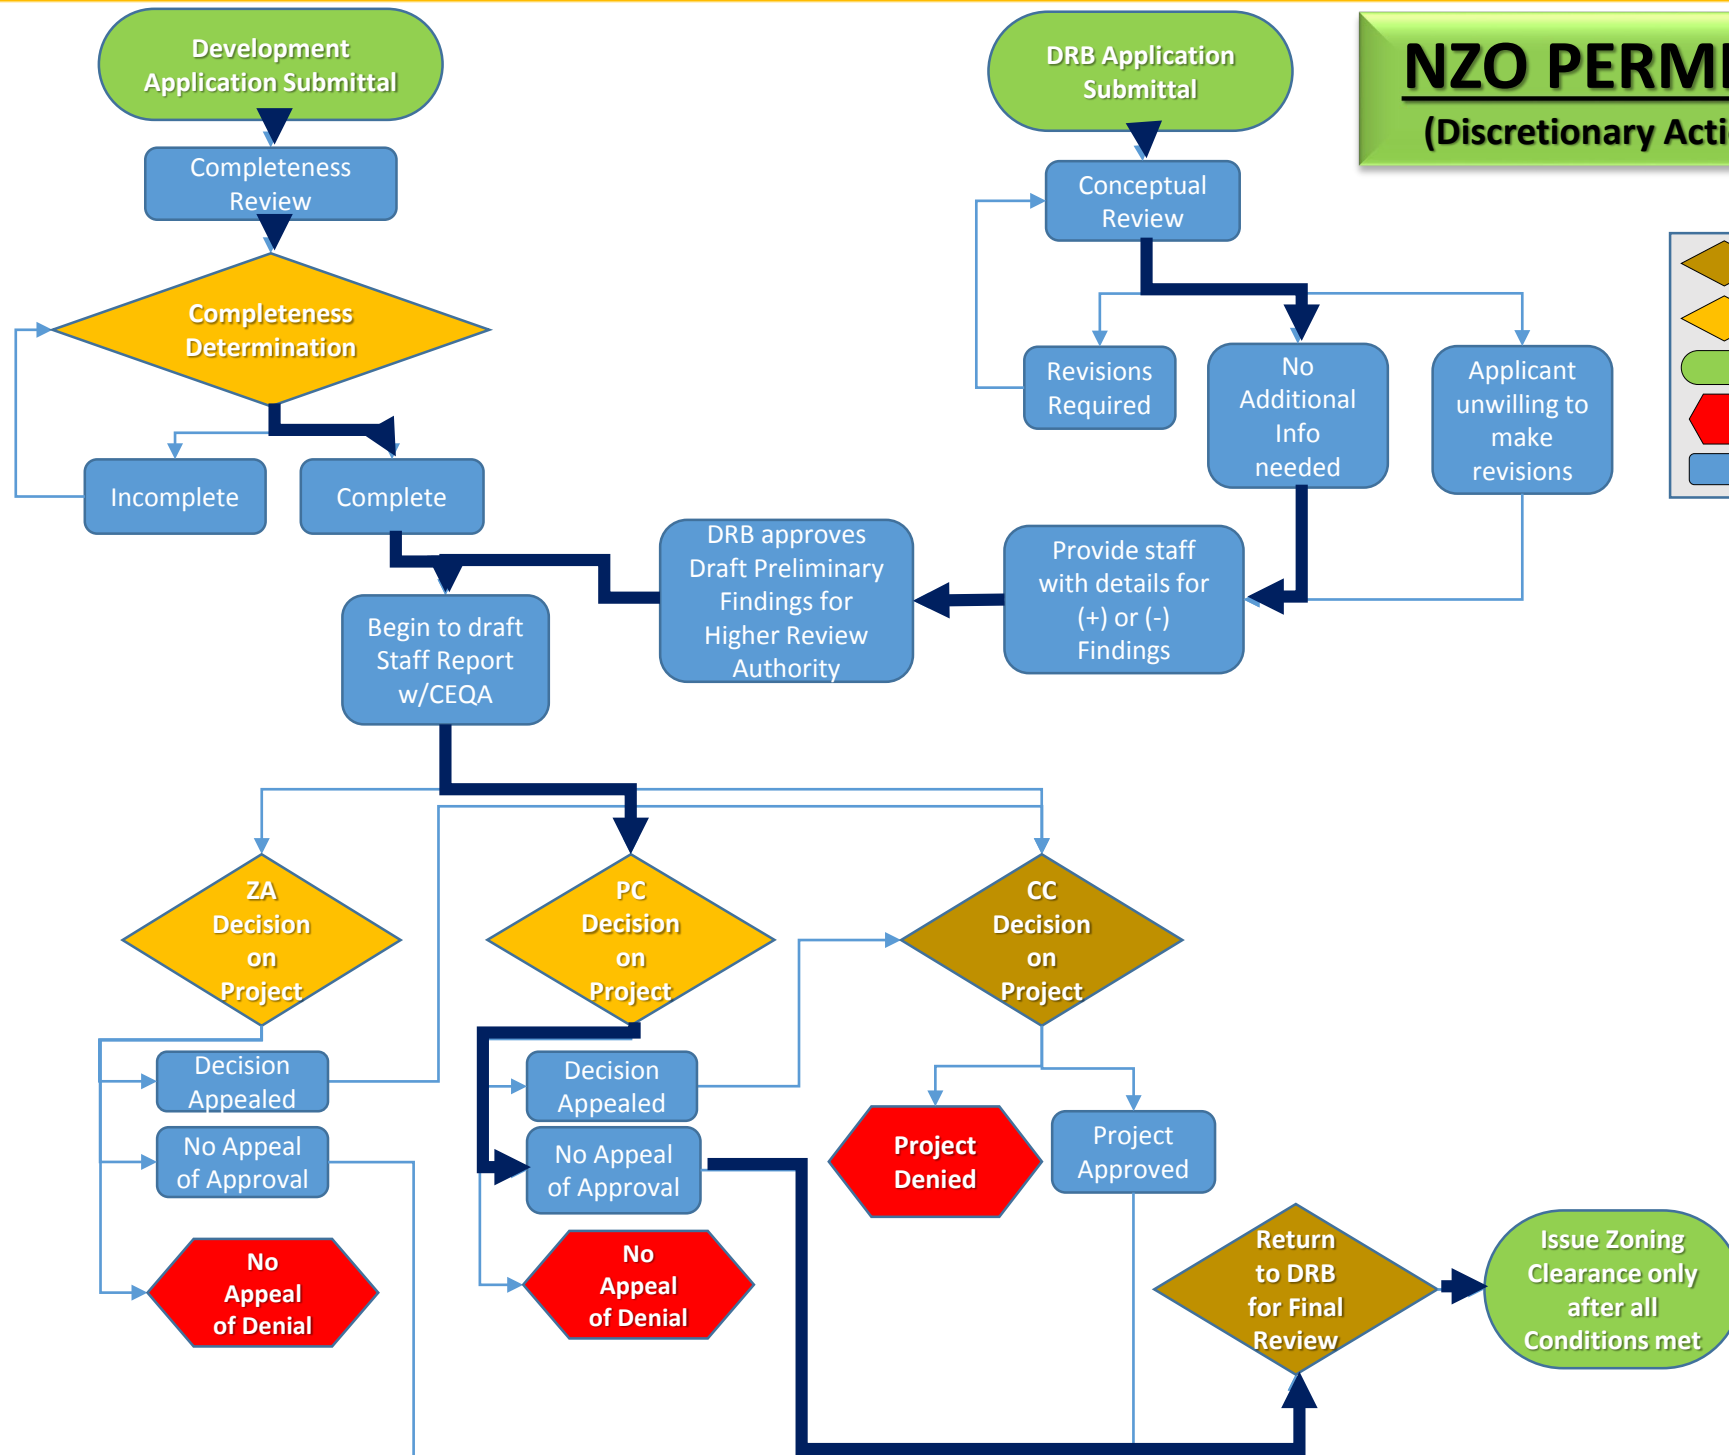 Development
Application Submittal
DRB Application
Submittal
NZO PERM
(Discretionary Acti
Completeness
Review
Conceptual
Review
Completeness
Determination
Revisions
Required
No
Additional
Info
needed
Applicant
unwilling to
make
revisions
Incomplete
Complete
DRB approves
Draft Preliminary
Findings for
Higher Review
Authority
Provide staff
with details for
(+) or (-)
Findings
Begin to draft
Staff Report
w/CEQA
ZA
Decision
on
Project
PC
Decision
on
Project
CC
Decision
on
Project
Decision
Appealed
No Appeal
of Approval
No
Appeal
of Denial
Decision
Appealed
No Appeal
of Approval
No
Appeal
of Denial
Project
Denied
Project
Approved
Return
to DRB
for Final
Review
Issue Zoning
Clearance only
after all
Conditions met